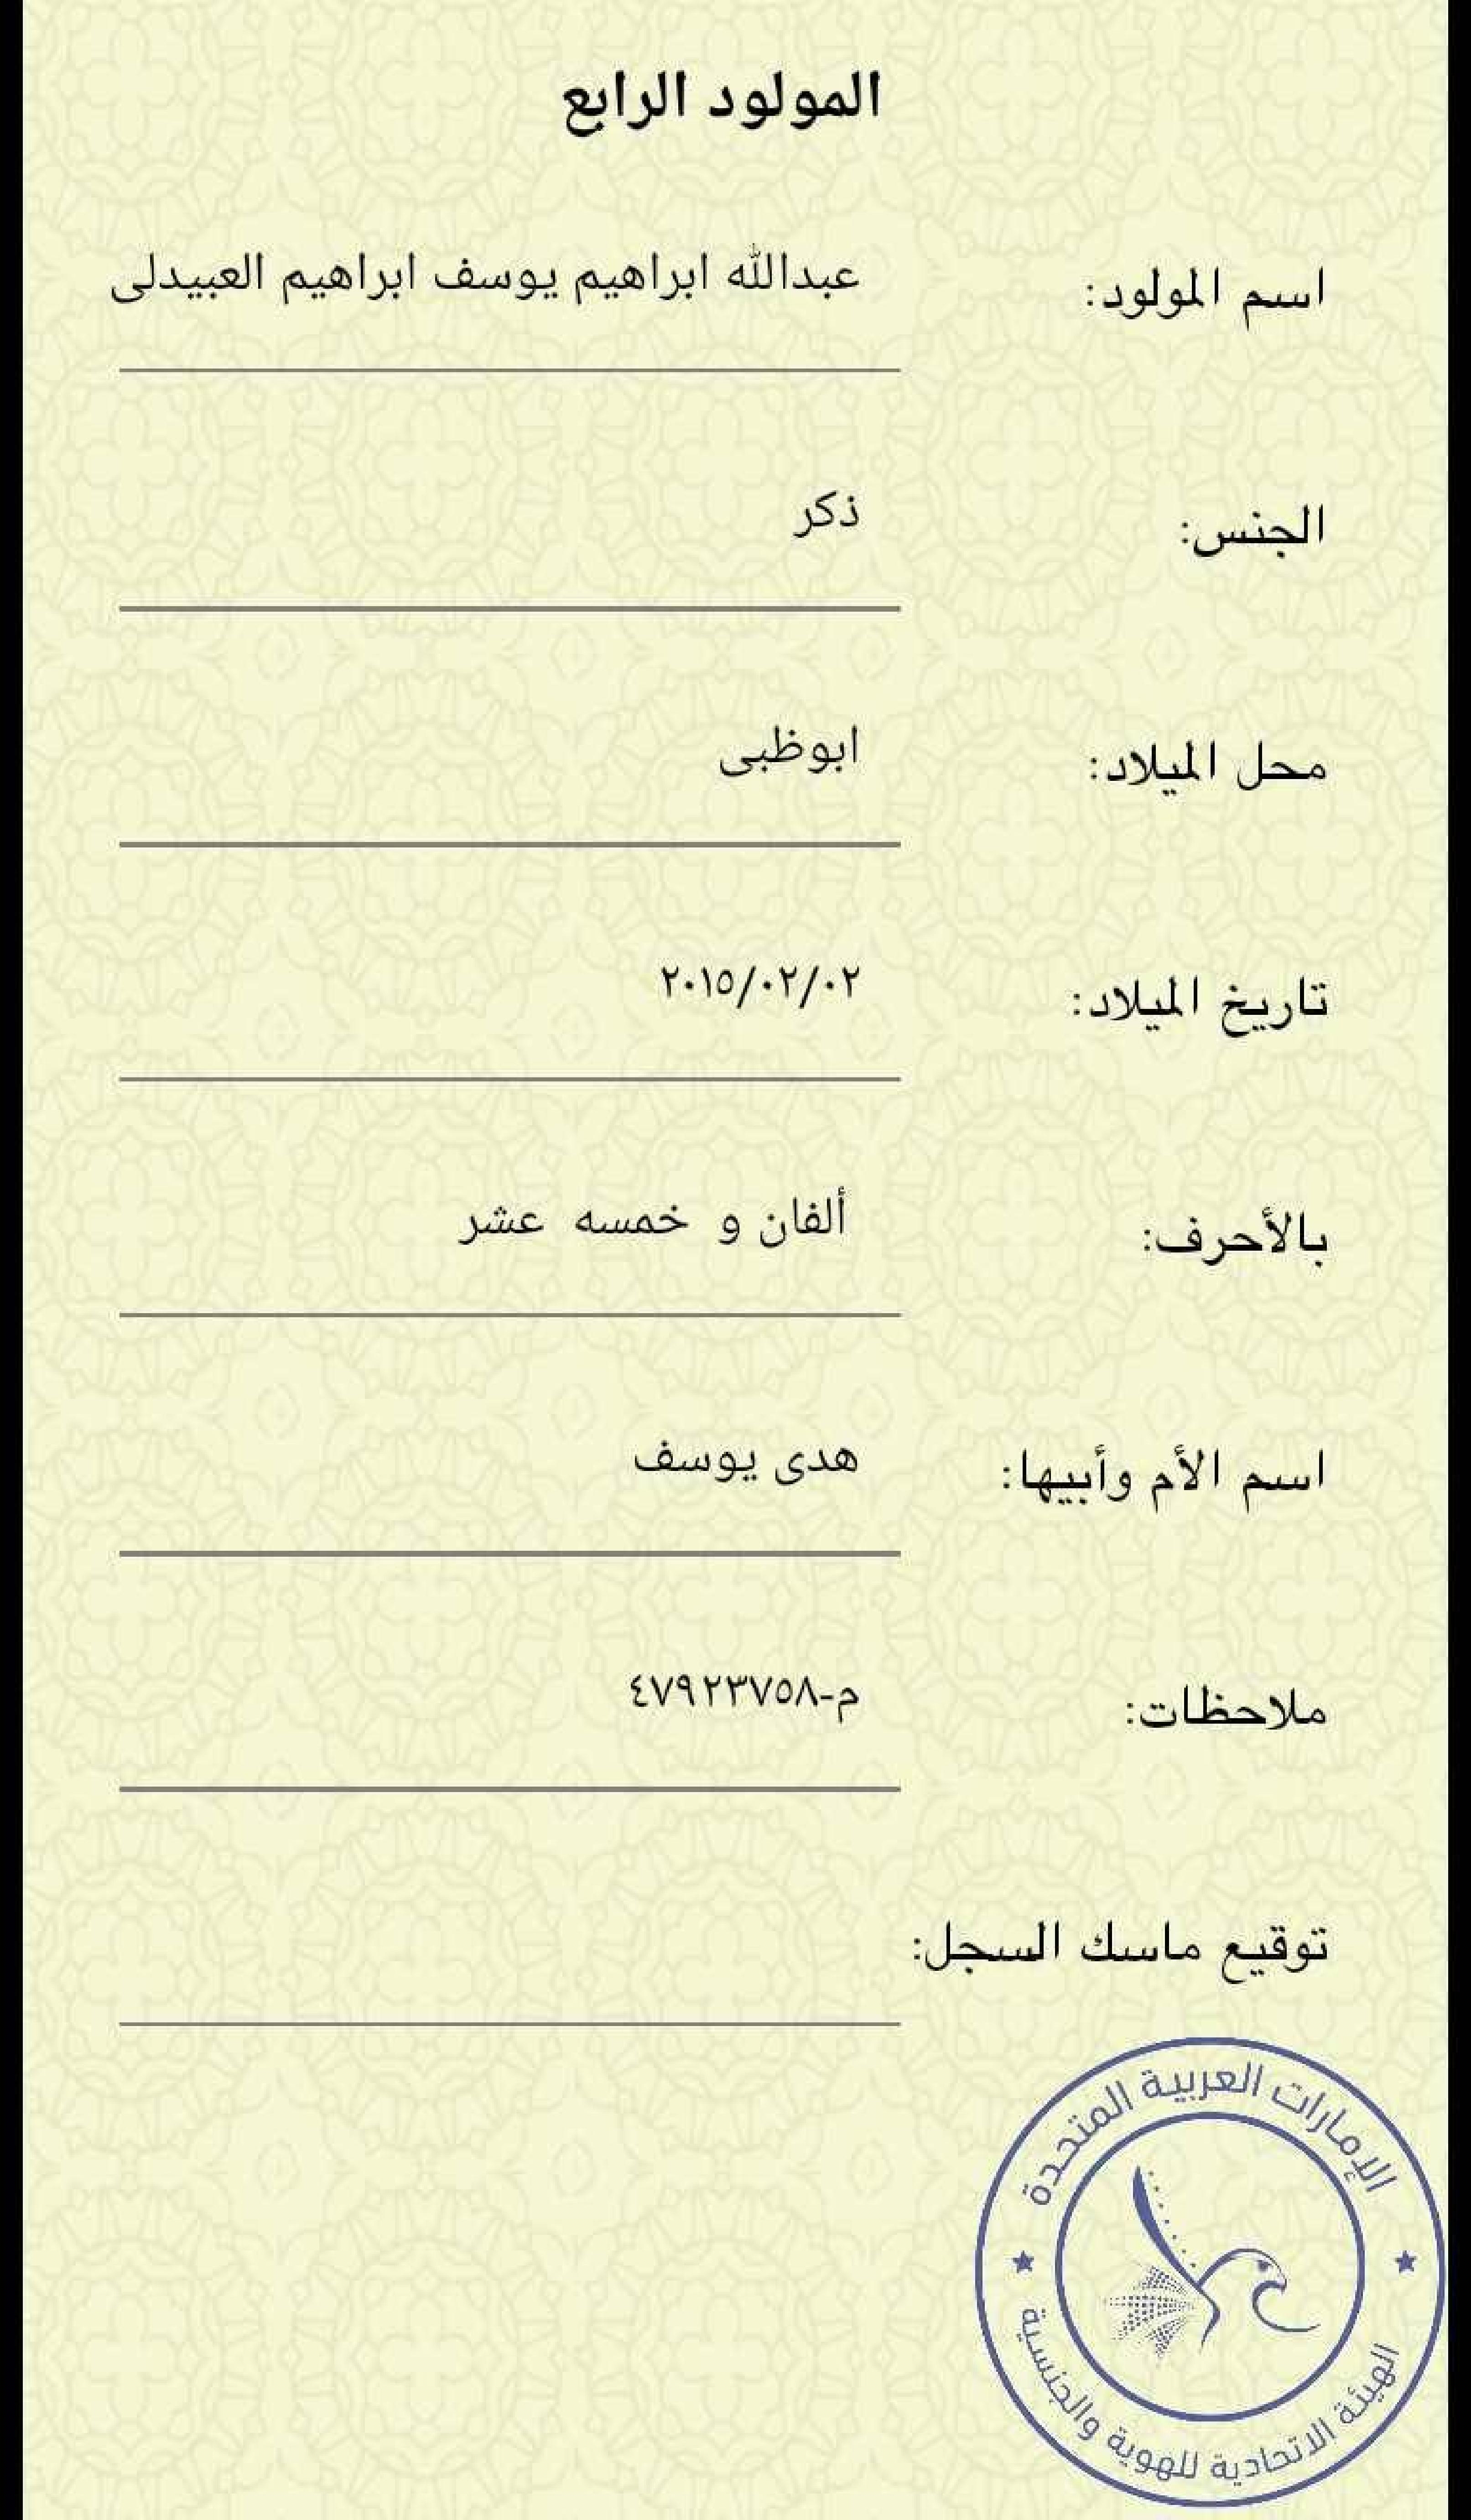 المولود الرابع
اسم المولود: عبدالله ابراهيم يوسف ابراهيم العبيدلى
الجنس: ذكر
محل الميلاد: ابوظبى
تاريخ الميلاد: ٢٠١٥/٠٢/٠٢
بالأحرف: ألفان و خمسه عشر
اسم الأم وأبيها: هدى يوسف
ملاحظات: م-٤٧٩٢٣٧٥٨
توقيع ماسك السجل:
الإمارات العربية المتحدة
الهيئة الاتحادية للهوية والجنسية